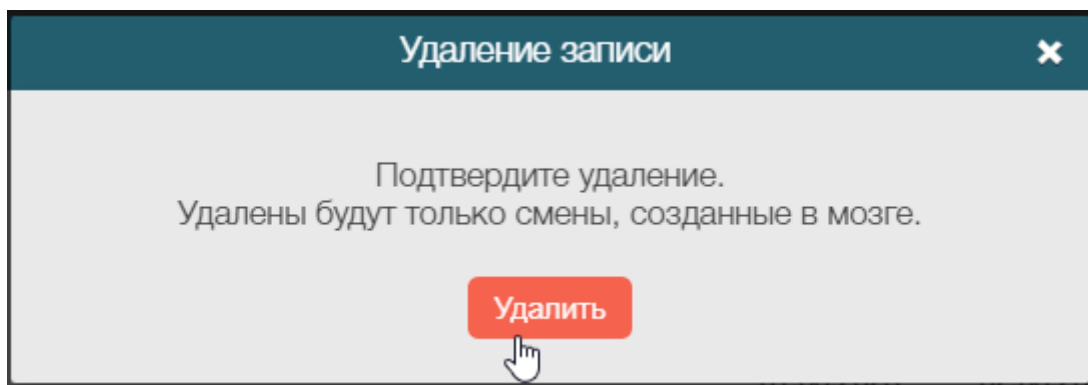 Удаление записи
Подтвердите удаление.
Удалены будут только смены, созданные в мозге.
Удалить